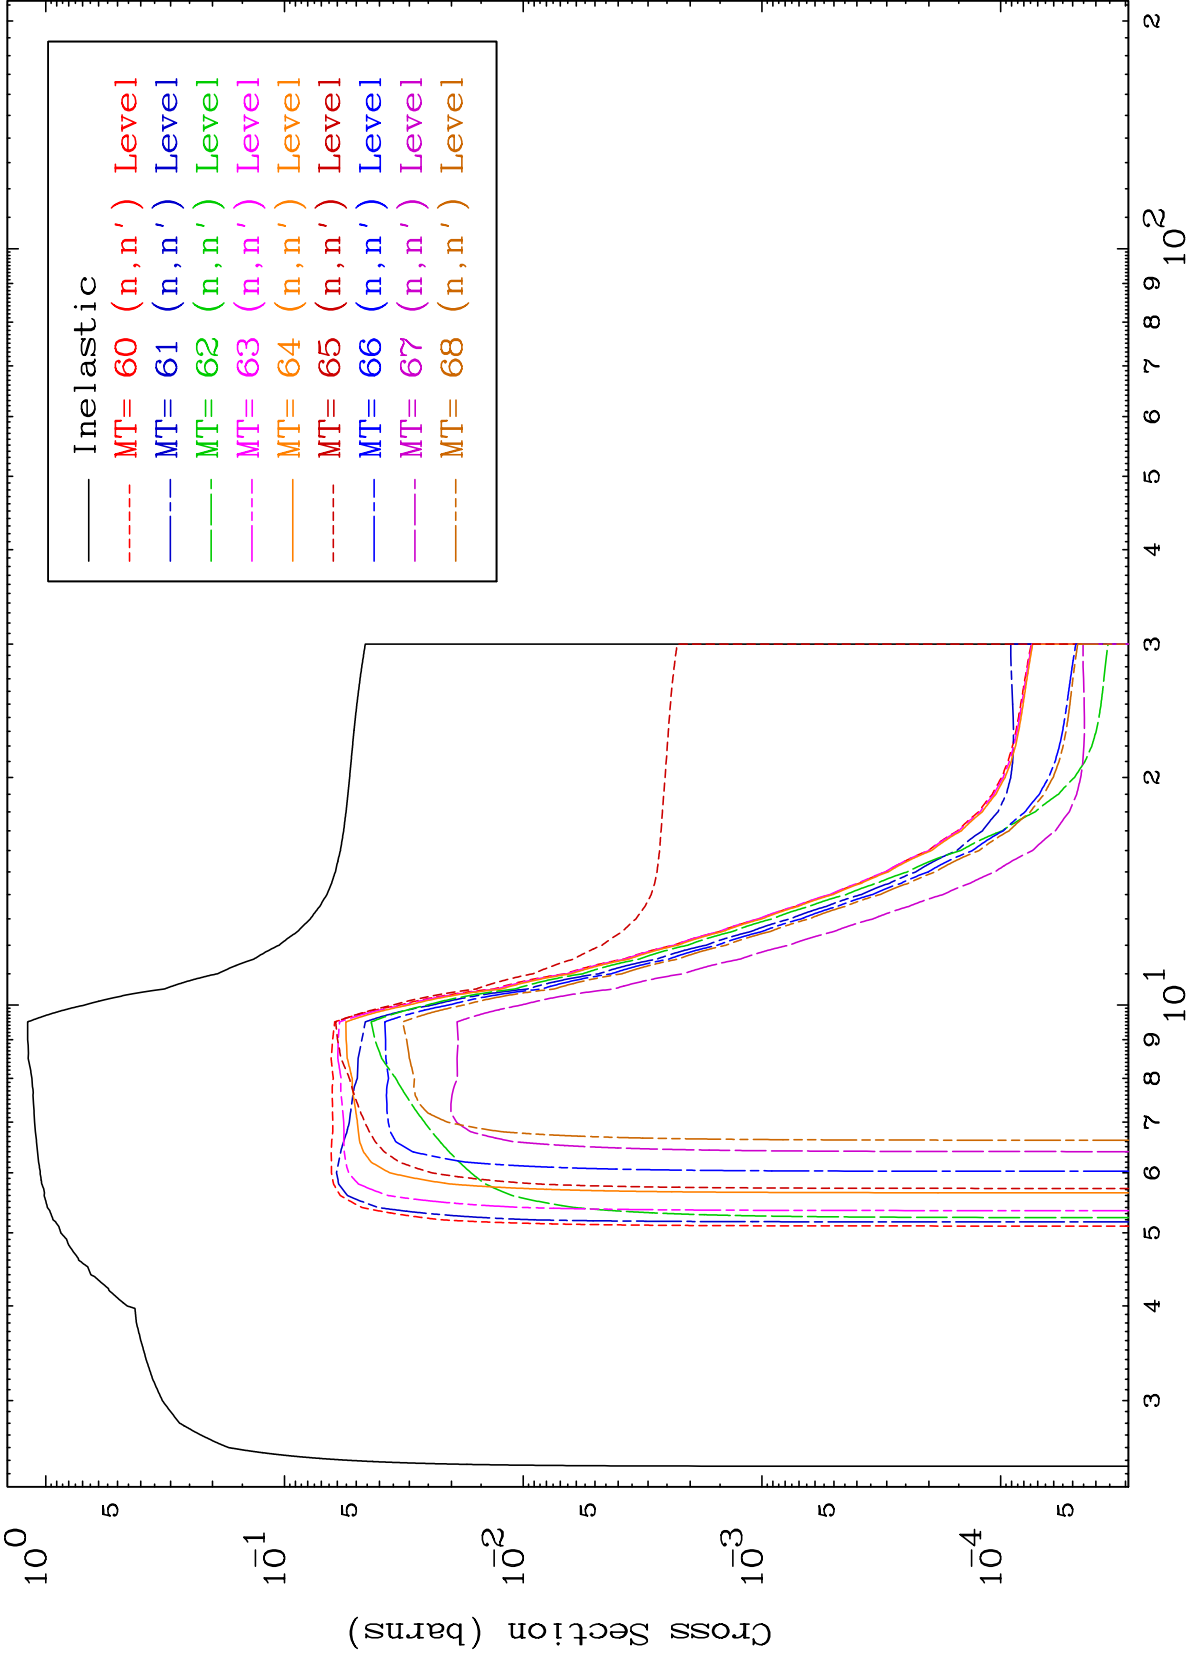 Inelastic
MT= 60 (n,n') Level
MT= 61 (n,n') Level
MT= 62 (n,n') Level
MT= 63 (n,n') Level
MT= 64 (n,n') Level
MT= 65 (n,n') Level
MT= 66 (n,n') Level
MT= 67 (n,n') Level
MT= 68 (n,n') Level
Cross Section (barns)
10^0
5
10^-1
5
10^-2
5
10^-3
5
10^-4
5
3 4 5 6 7 8 9 10^1 2 3 4 5 6 7 8 9 10^2 2